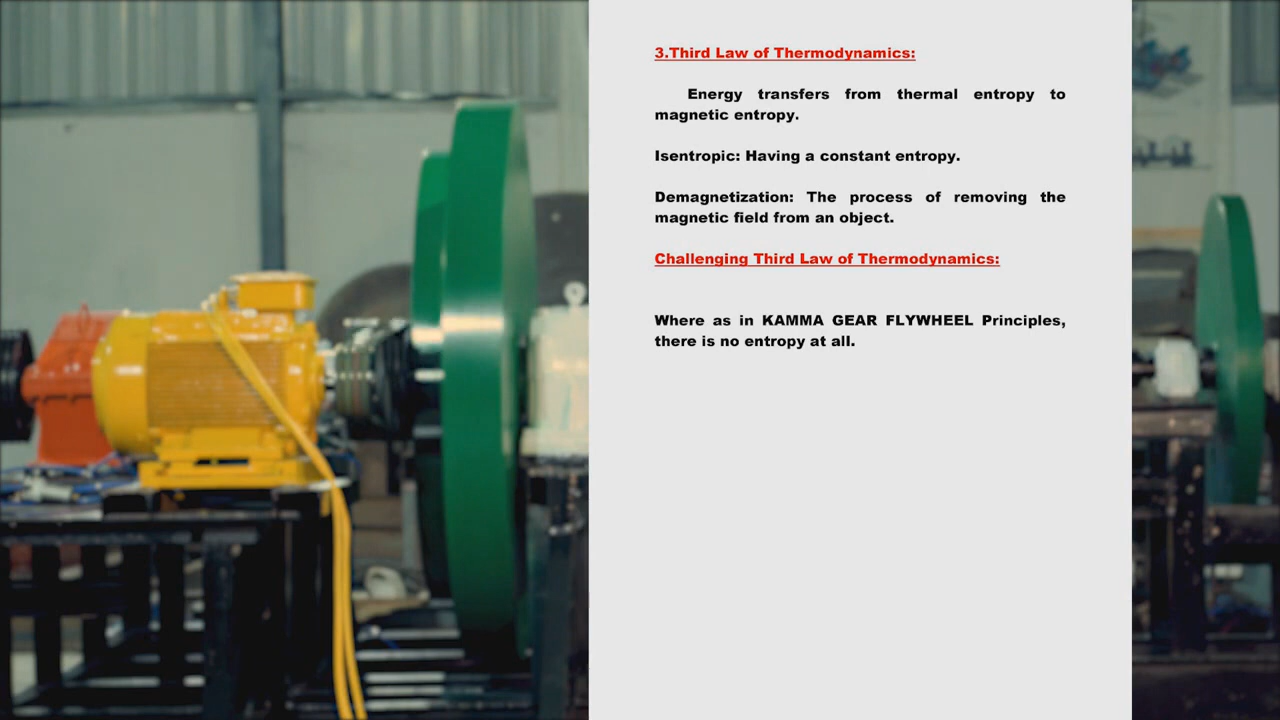 3.Third Law of Thermodynamics:
Energy transfers from thermal entropy to
magnetic entropy.
Isentropic: Having a constant entropy.
Demagnetization: The process of removing the
magnetic field from an object.
Challenging Third Law of Thermodynamics:
Where as in KAMMA GEAR FLYWHEEL Principles,
there is no entropy at all.